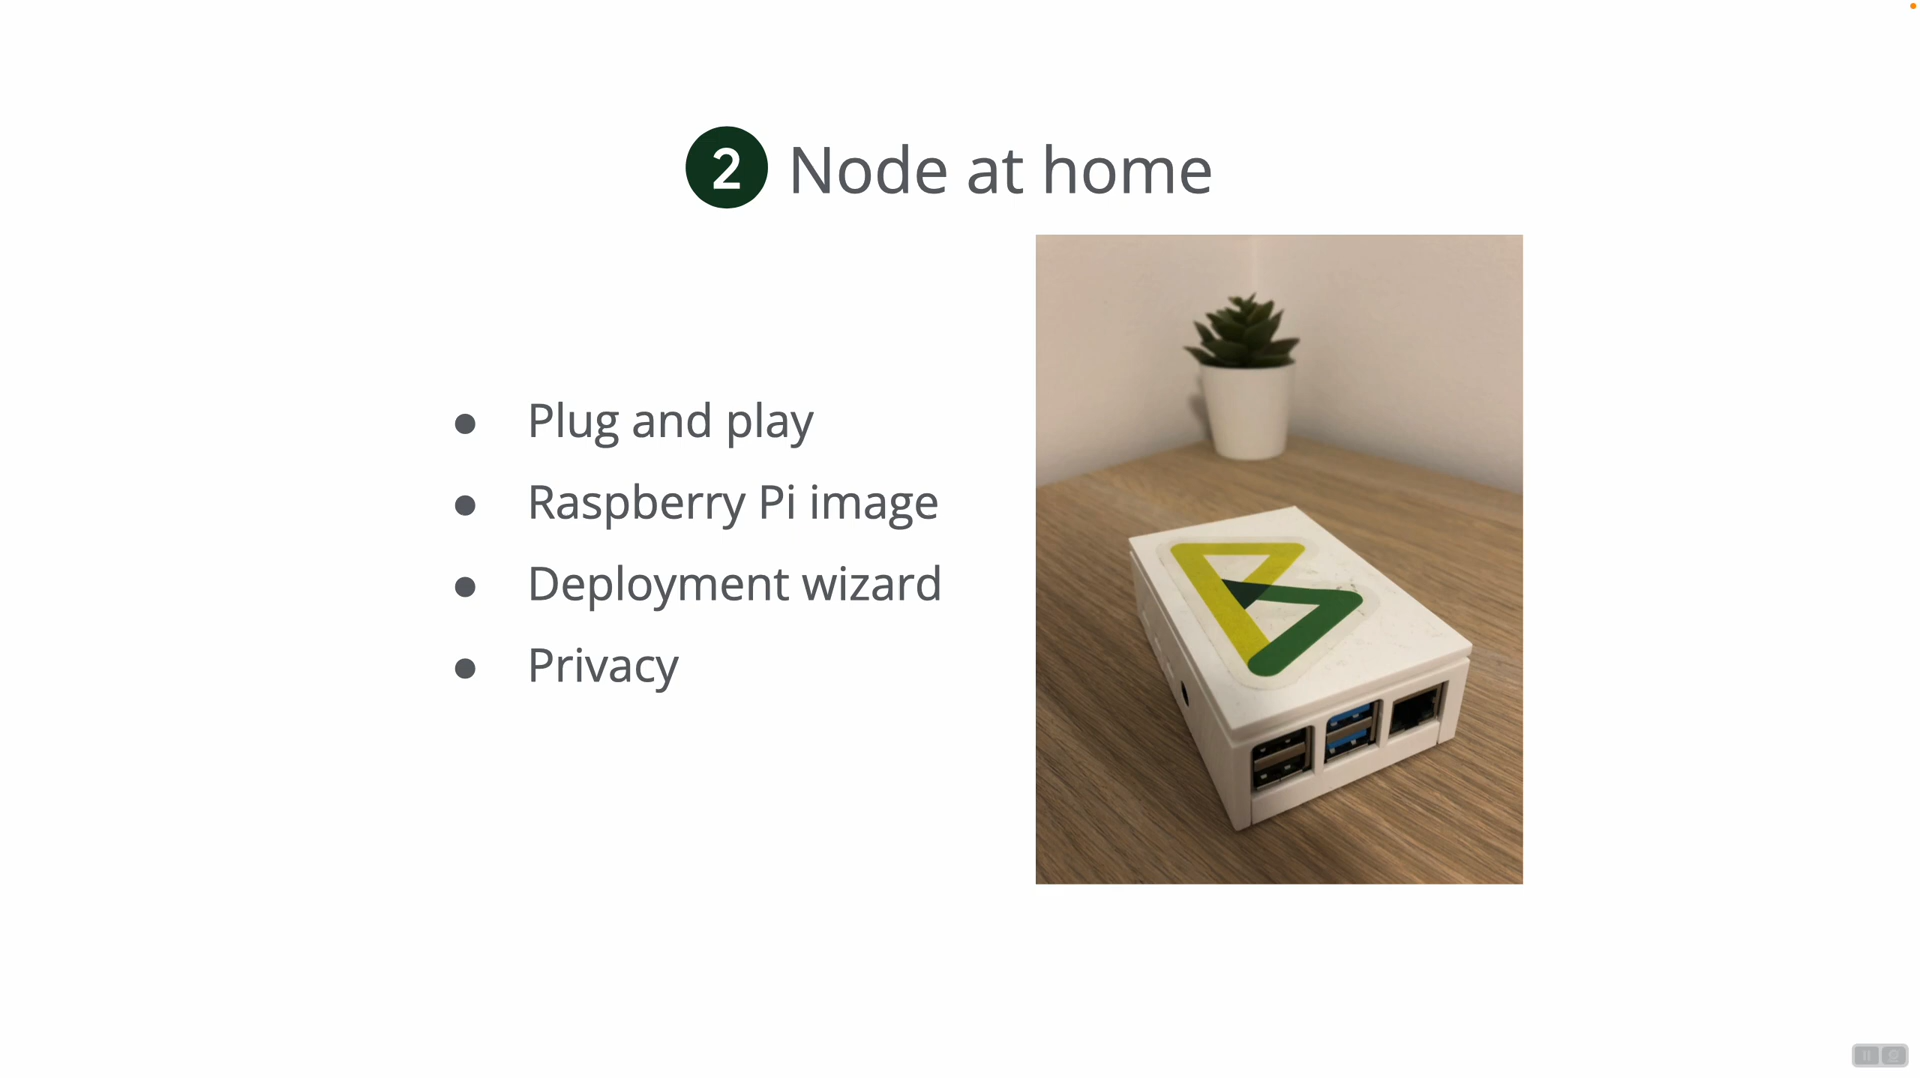 2 Node at home
● Plug and play
● Raspberry Pi image
● Deployment wizard
● Privacy